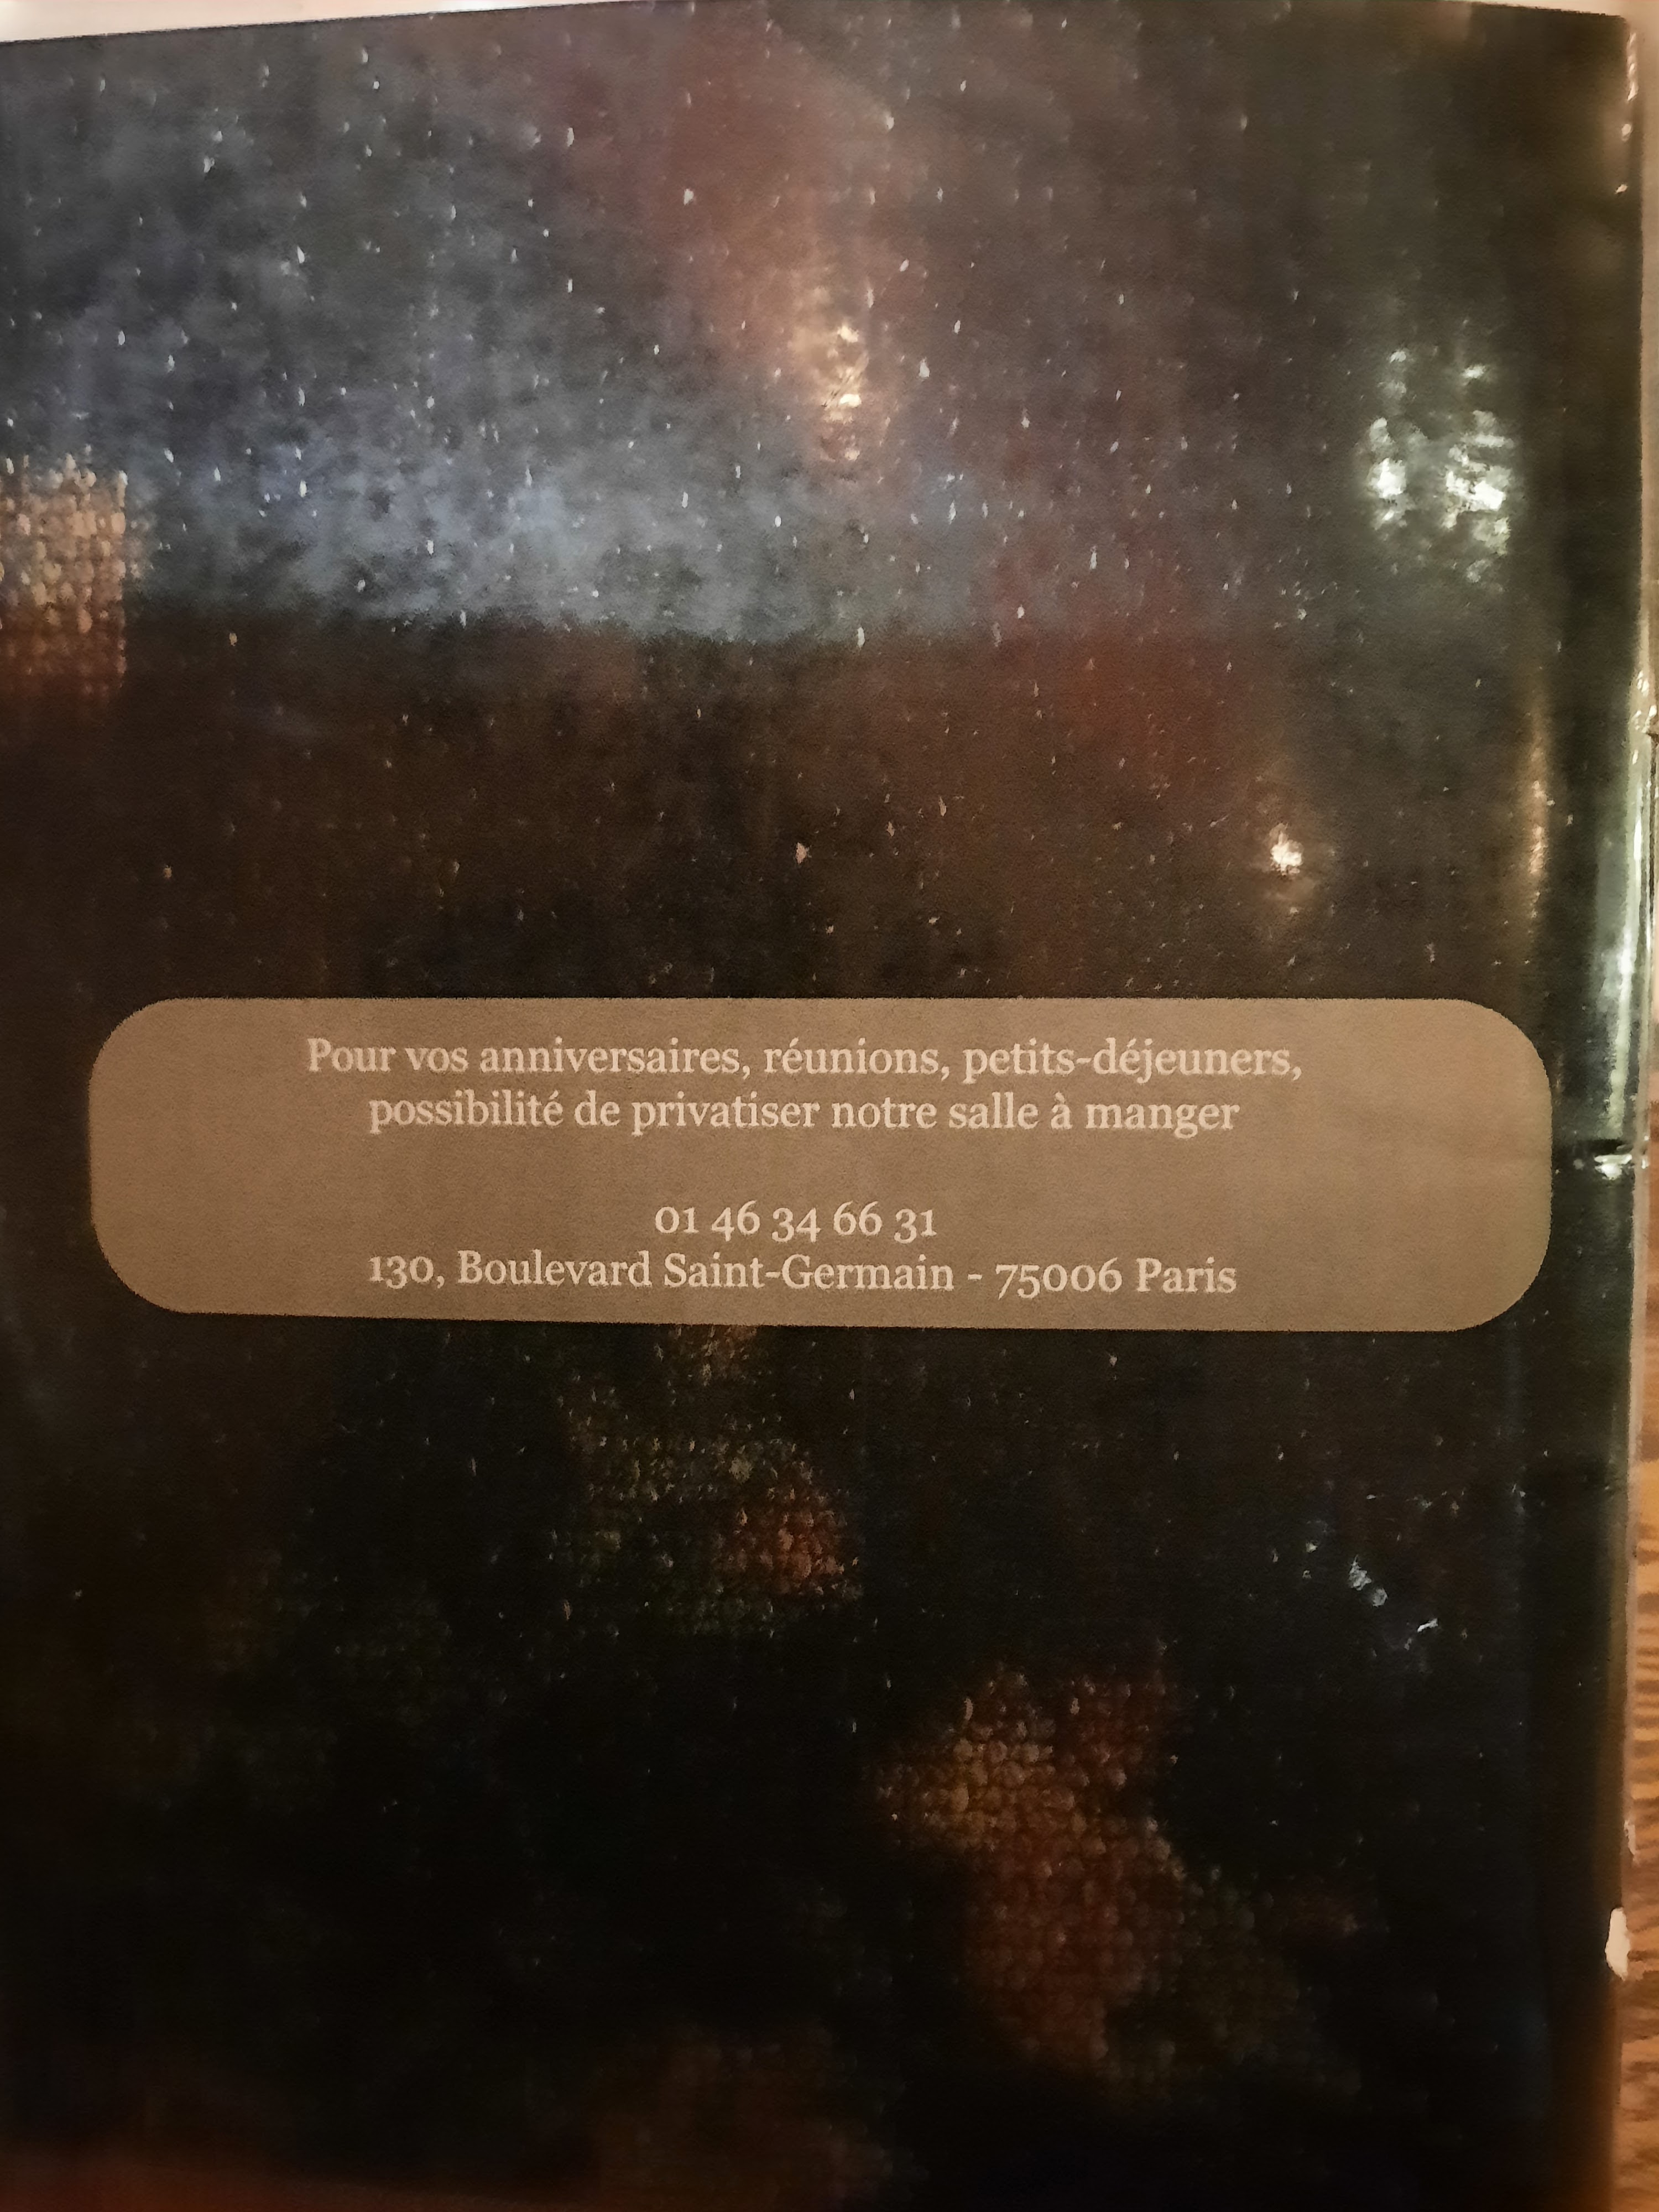 Pour vos anniversaires, réunions, petits-déjeuners,
possibilité de privatiser notre salle à manger
01 46 34 66 31
130, Boulevard Saint-Germain - 75006 Paris